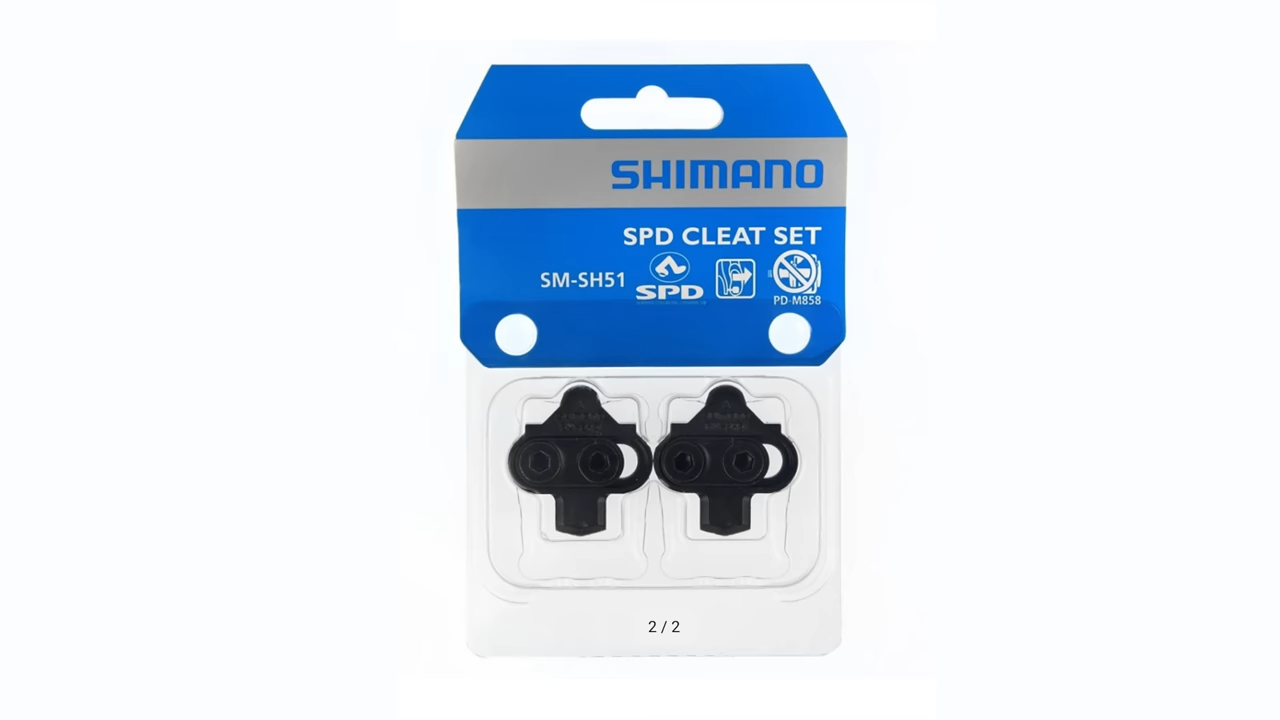 SHIMANO
SPD CLEAT SET
SM-SH51
SPD
PD-M858
2 / 2